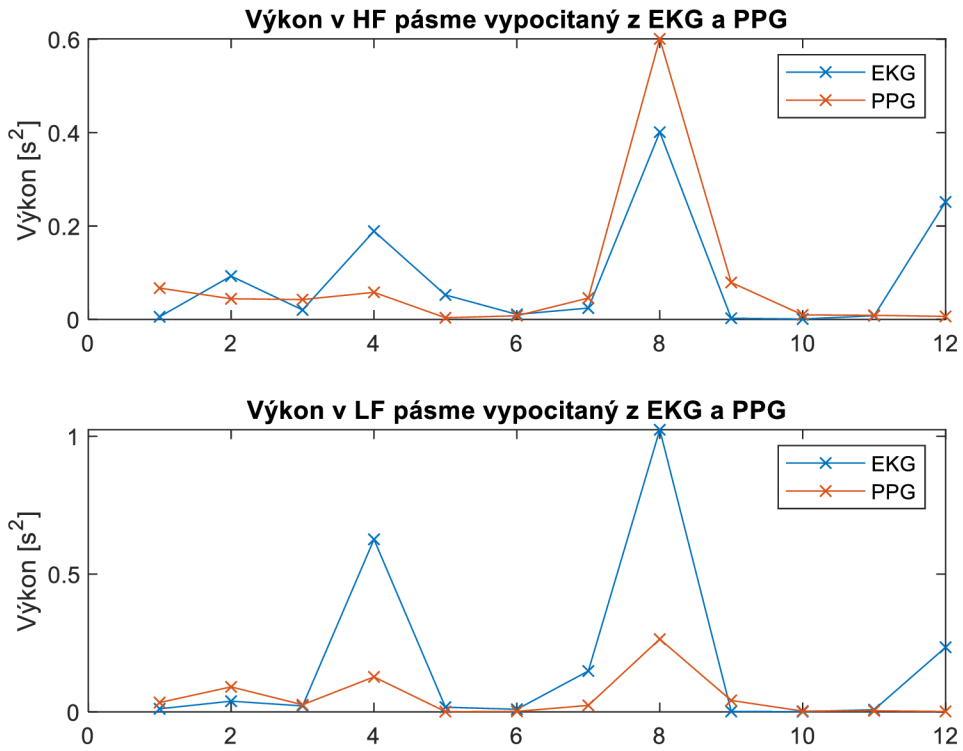 Výkon v HF pásme vypocitaný z EKG a PPG
0.6
0.4
0.2
0
Výkon [s²]
EKG
PPG
0 2 4 6 8 10 12
Výkon v LF pásme vypocitaný z EKG a PPG
1
0.5
0
Výkon [s²]
EKG
PPG
0 2 4 6 8 10 12